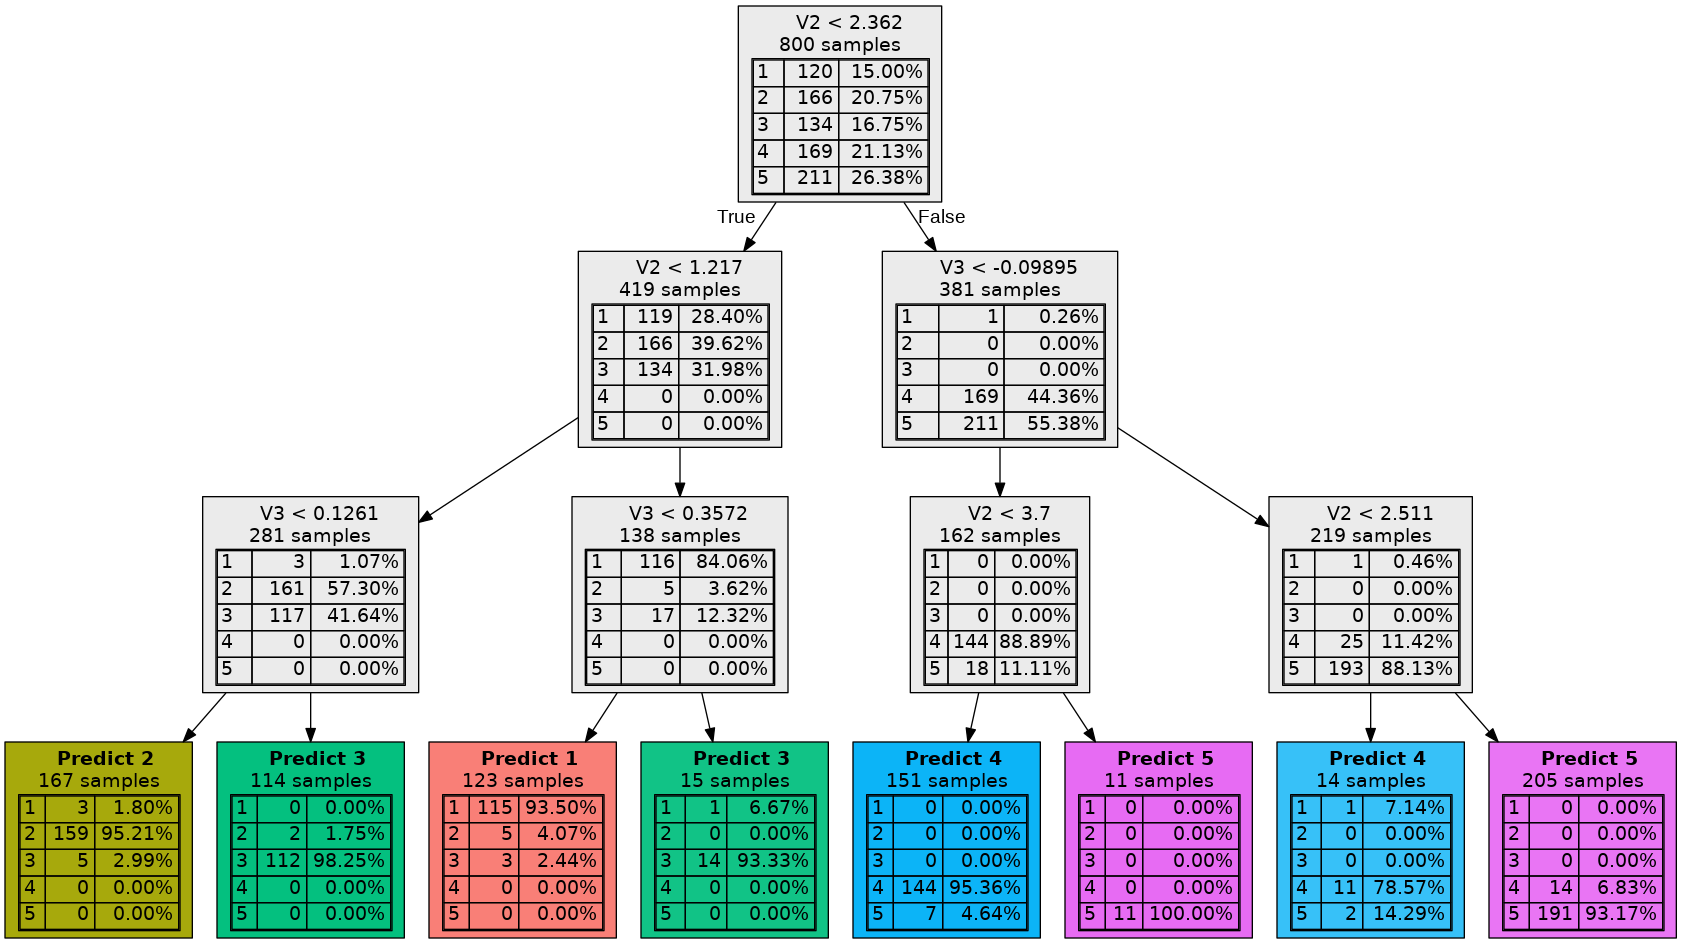 V2 < 2.362
800 samples
1 120 15.00%
2 166 20.75%
3 134 16.75%
4 169 21.13%
5 211 26.38%
True
False
V2 < 1.217
419 samples
1 119 28.40%
2 166 39.62%
3 134 31.98%
4 0 0.00%
5 0 0.00%
V3 < -0.09895
381 samples
1 1 0.26%
2 0 0.00%
3 0 0.00%
4 169 44.36%
5 211 55.38%
V3 < 0.1261
281 samples
1 3 1.07%
2 161 57.30%
3 117 41.64%
4 0 0.00%
5 0 0.00%
V3 < 0.3572
138 samples
1 116 84.06%
2 5 3.62%
3 17 12.32%
4 0 0.00%
5 0 0.00%
V2 < 3.7
162 samples
1 0 0.00%
2 0 0.00%
3 0 0.00%
4 144 88.89%
5 18 11.11%
V2 < 2.511
219 samples
1 1 0.46%
2 0 0.00%
3 0 0.00%
4 25 11.42%
5 193 88.13%
Predict 2
167 samples
1 3 1.80%
2 159 95.21%
3 5 2.99%
4 0 0.00%
5 0 0.00%
Predict 3
114 samples
1 0 0.00%
2 2 1.75%
3 112 98.25%
4 0 0.00%
5 0 0.00%
Predict 1
123 samples
1 115 93.50%
2 5 4.07%
3 3 2.44%
4 0 0.00%
5 0 0.00%
Predict 3
15 samples
1 1 6.67%
2 0 0.00%
3 14 93.33%
4 0 0.00%
5 0 0.00%
Predict 4
151 samples
1 0 0.00%
2 0 0.00%
3 0 0.00%
4 144 95.36%
5 7 4.64%
Predict 5
11 samples
1 0 0.00%
2 0 0.00%
3 0 0.00%
4 0 0.00%
5 11 100.00%
Predict 4
14 samples
1 1 7.14%
2 0 0.00%
3 0 0.00%
4 11 78.57%
5 2 14.29%
Predict 5
205 samples
1 0 0.00%
2 0 0.00%
3 0 0.00%
4 14 6.83%
5 191 93.17%